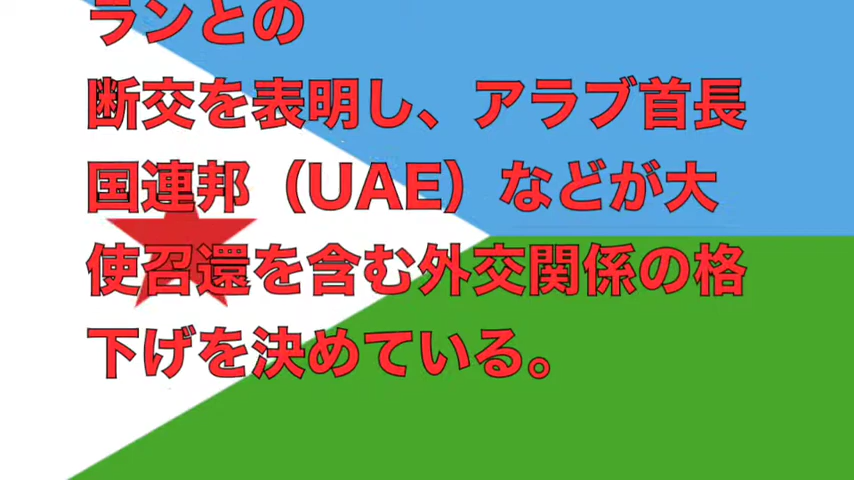 ランとの
断交を表明し、アラブ首長
国連邦（UAE）などが大
使召還を含む外交関係の格
下げを決めている。